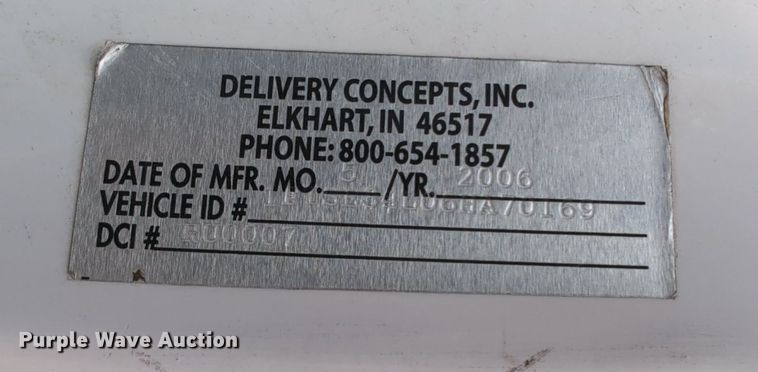 DELIVERY CONCEPTS, INC.
ELKHART, IN 46517
PHONE: 800-654-1857
DATE OF MFR. MO. /YR. 2006
VEHICLE ID #
DCI #
Purple Wave Auction